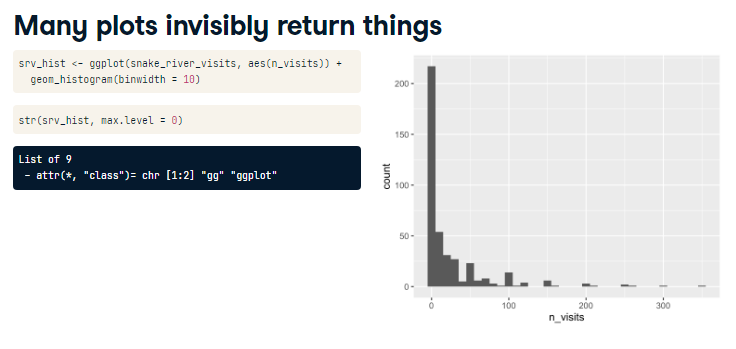 Many plots invisibly return things
srv_hist <- ggplot(snake_river_visits, aes(n_visits)) +
  geom_histogram(binwidth = 10)
str(srv_hist, max.level = 0)
List of 9
 - attr(*, "class")= chr [1:2] "gg" "ggplot"
count
200
150
100
50
0
0 100 200 300
n_visits